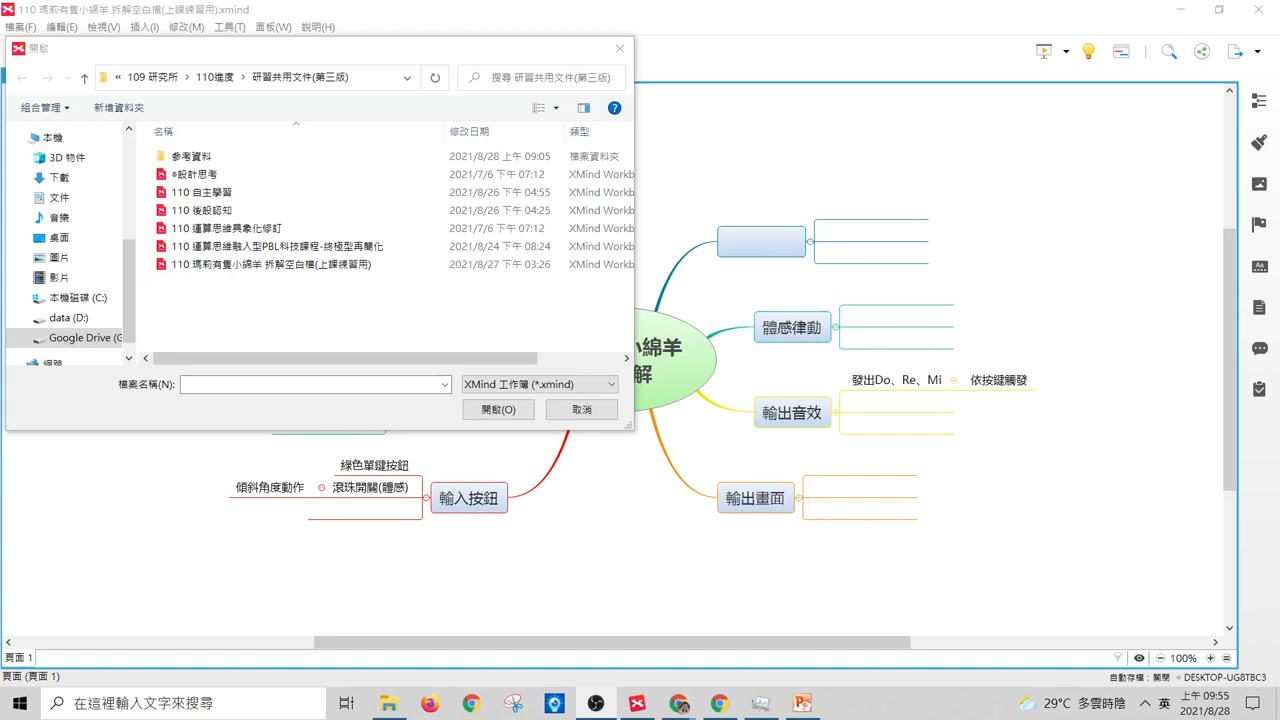 110 瑪莉有隻小綿羊 拆解空白檔(上課練習用).xmind
檔案(F) 編輯(E) 檢視(V) 插入(I) 修改(M) 工具(T) 面板(W) 說明(H)
開啟
« 109 研究所 › 110進度 › 研習共用文件(第三版)
搜尋 研習共用文件(第三版)
組合管理 新增資料夾
名稱 修改日期 類型
本機
3D 物件
下載
文件
音樂
桌面
圖片
影片
本機磁碟 (C:)
data (D:)
Google Drive (G
網路
參考資料 2021/8/28 上午 09:05 檔案資料夾
®設計思考 2021/7/6 下午 07:12 XMind Workb
110 自主學習 2021/8/26 下午 04:55 XMind Workb
110 後設認知 2021/8/26 下午 04:25 XMind Workb
110 運算思維具象化修訂 2021/7/6 下午 07:12 XMind Workb
110 運算思維融入型PBL科技課程-終極型再簡化 2021/8/24 下午 08:24 XMind Workb
110 瑪莉有隻小綿羊 拆解空白檔(上課練習用) 2021/8/27 下午 03:26 XMind Workb
檔案名稱(N):
XMind 工作簿 (*.xmind)
開啟(O) 取消
小綿羊
解
體感律動
發出Do、Re、Mi 依按鍵觸發
輸出音效
輸出畫面
綠色單鍵按鈕
傾斜角度動作 滾珠開關(體感)
輸入按鈕
頁面 1
100%
頁面 (頁面 1)
自動存檔：關閉 DESKTOP-UG8TBC3
在這裡輸入文字來搜尋
29°C 多雲時陰
英
上午 09:55
2021/8/28